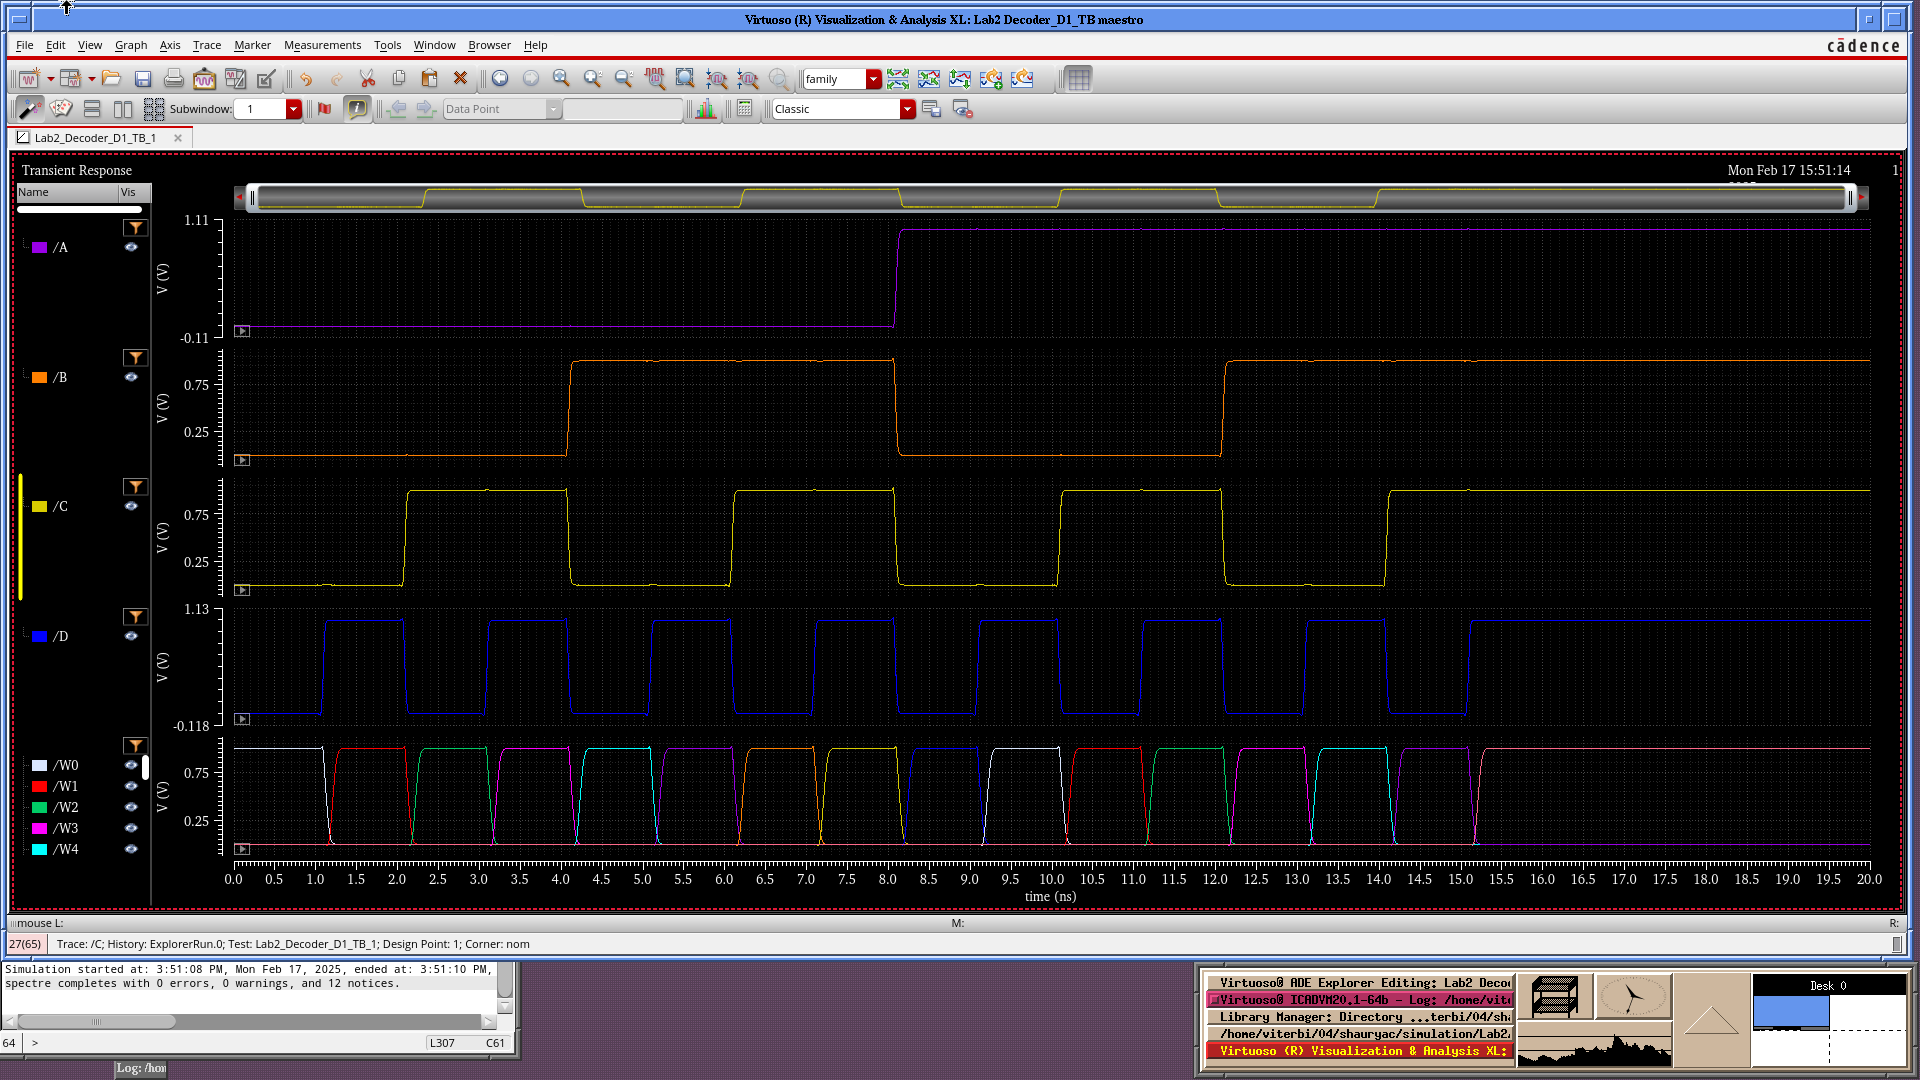 Virtuoso (R) Visualization & Analysis XL: Lab2 Decoder_D1_TB maestro
File Edit View Graph Axis Trace Marker Measurements Tools Window Browser Help
cādence
family
Subwindow: 1 Data Point Classic
Lab2_Decoder_D1_TB_1
Transient Response
Mon Feb 17 15:51:14 1
Name Vis
1.11
/A
V (V)
-0.11
/B
0.75
V (V)
0.25
/C
0.75
V (V)
0.25
1.13
/D
V (V)
-0.118
/W0
/W1
/W2
/W3
/W4
0.75
V (V)
0.25
0.0 0.5 1.0 1.5 2.0 2.5 3.0 3.5 4.0 4.5 5.0 5.5 6.0 6.5 7.0 7.5 8.0 8.5 9.0 9.5 10.0 10.5 11.0 11.5 12.0 12.5 13.0 13.5 14.0 14.5 15.0 15.5 16.0 16.5 17.0 17.5 18.0 18.5 19.0 19.5 20.0
time (ns)
mouse L: M: R:
27(65) Trace: /C; History: ExplorerRun.0; Test: Lab2_Decoder_D1_TB_1; Design Point: 1; Corner: nom
Simulation started at: 3:51:08 PM, Mon Feb 17, 2025, ended at: 3:51:10 PM,
spectre completes with 0 errors, 0 warnings, and 12 notices.
64 > L307 C61
Log: /hon
Virtuoso® ADE Explorer Editing: Lab2 Deco
Virtuoso® ICADVM20.1-64b - Log: /home/vit
Library Manager: Directory ...terbi/04/sh
/home/viterbi/04/shauryac/simulation/Lab2
Virtuoso (R) Visualization & Analysis XL:
Desk 0